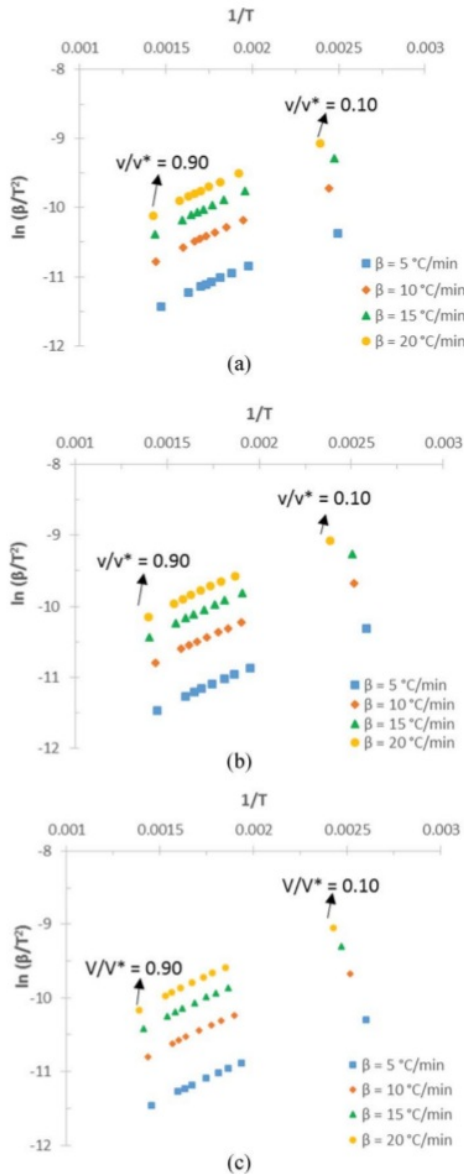 1/T
0.001 0.0015 0.002 0.0025 0.003
-8
-9
-10
-11
-12
ln (β/T²)
v/v* = 0.10
v/v* = 0.90
β = 5 °C/min
β = 10 °C/min
β = 15 °C/min
β = 20 °C/min
(a)
1/T
0.001 0.0015 0.002 0.0025 0.003
-8
-9
-10
-11
-12
ln (β/T²)
v/v* = 0.10
v/v* = 0.90
β = 5 °C/min
β = 10 °C/min
β = 15 °C/min
β = 20 °C/min
(b)
1/T
0.001 0.0015 0.002 0.0025 0.003
-8
-9
-10
-11
-12
ln (β/T²)
V/V* = 0.10
V/V* = 0.90
β = 5 °C/min
β = 10 °C/min
β = 15 °C/min
β = 20 °C/min
(c)